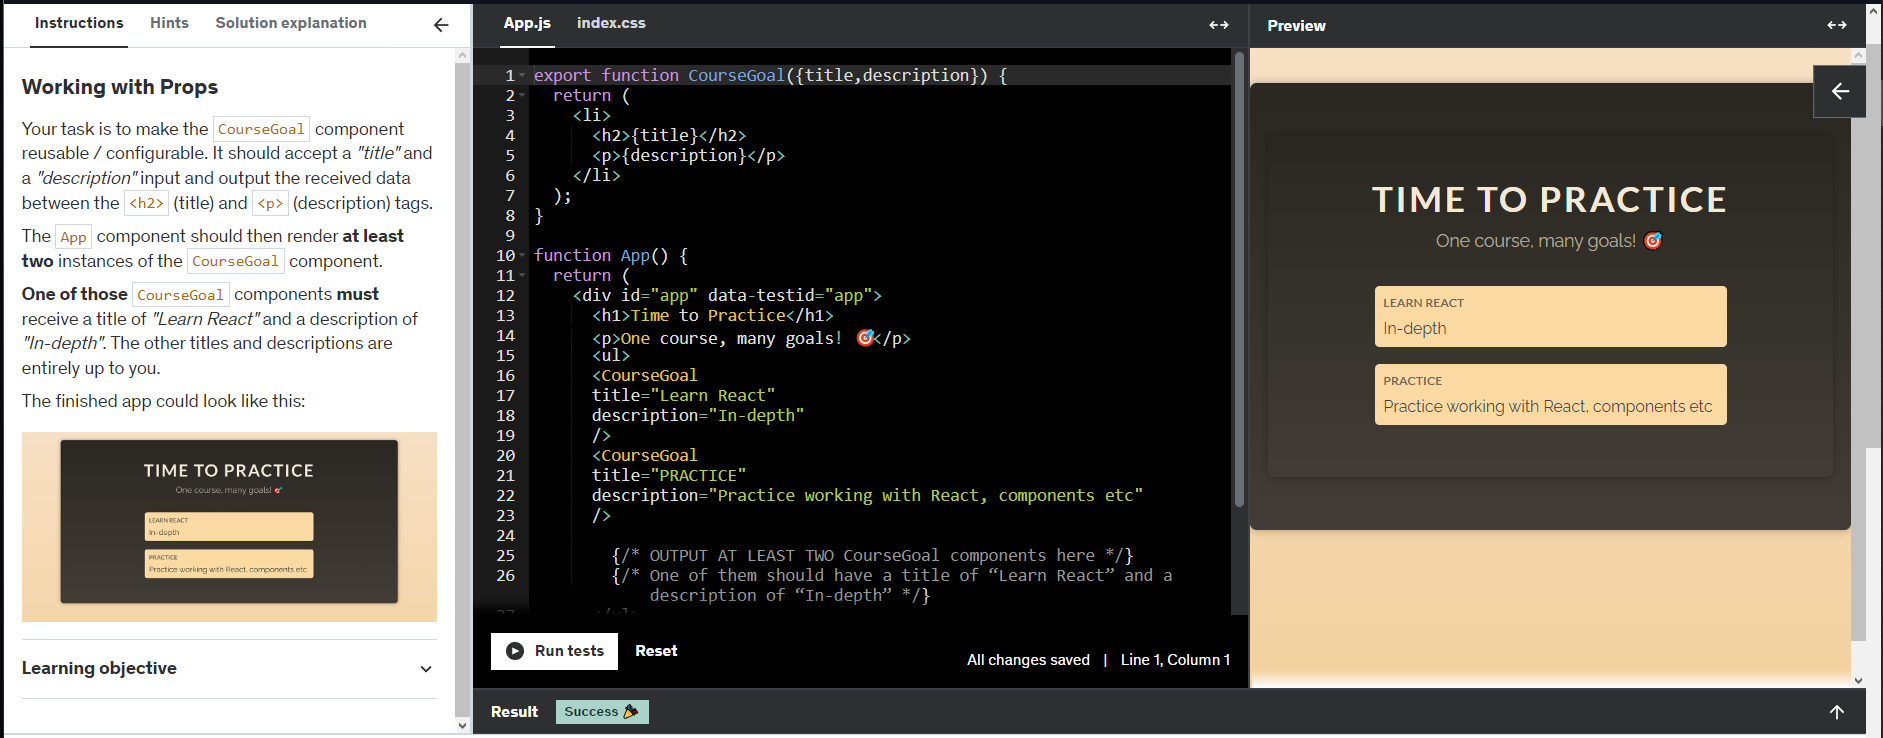 Instructions Hints Solution explanation
Working with Props
Your task is to make the CourseGoal component
reusable / configurable. It should accept a "title" and
a "description" input and output the received data
between the <h2> (title) and <p> (description) tags.
The App component should then render at least
two instances of the CourseGoal component.
One of those CourseGoal components must
receive a title of "Learn React" and a description of
"In-depth". The other titles and descriptions are
entirely up to you.
The finished app could look like this:
TIME TO PRACTICE
One course, many goals! 🎯
LEARN REACT
In-depth
PRACTICE
Practice working with React, components etc
Learning objective
App.js index.css
1 export function CourseGoal({title,description}) {
2 return (
3 <li>
4 <h2>{title}</h2>
5 <p>{description}</p>
6 </li>
7 );
8 }
9
10 function App() {
11 return (
12 <div id="app" data-testid="app">
13 <h1>Time to Practice</h1>
14 <p>One course, many goals! 🎯</p>
15 <ul>
16 <CourseGoal
17 title="Learn React"
18 description="In-depth"
19 />
20 <CourseGoal
21 title="PRACTICE"
22 description="Practice working with React, components etc"
23 />
24
25 {/* OUTPUT AT LEAST TWO CourseGoal components here */}
26 {/* One of them should have a title of “Learn React” and a
description of “In-depth” */}
27 </ul>
Run tests Reset
All changes saved | Line 1, Column 1
Result Success 🎉
Preview
TIME TO PRACTICE
One course, many goals! 🎯
LEARN REACT
In-depth
PRACTICE
Practice working with React, components etc